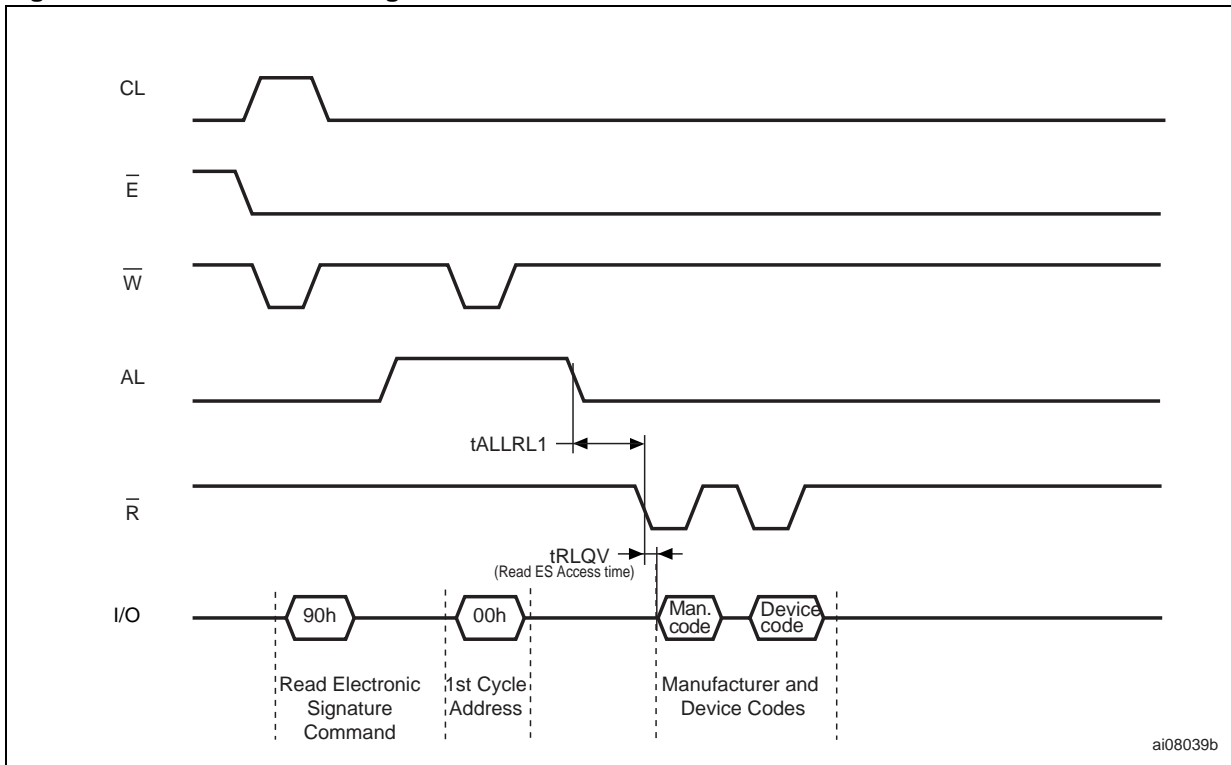 CL
E
W
AL
tALLRL1
R
tRLQV
(Read ES Access time)
I/O
90h
00h
Man.
code
Device
code
Read Electronic
Signature
Command
1st Cycle
Address
Manufacturer and
Device Codes
ai08039b